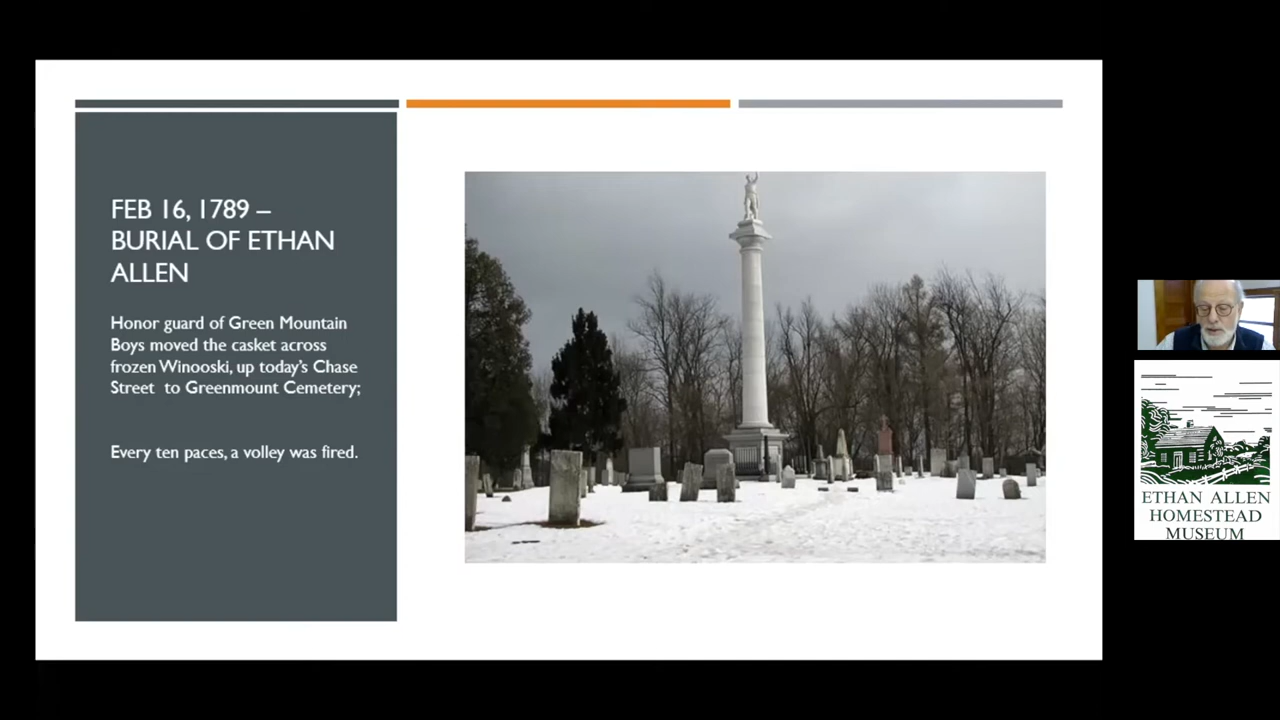 FEB 16, 1789 –
BURIAL OF ETHAN
ALLEN
Honor guard of Green Mountain
Boys moved the casket across
frozen Winooski, up today's Chase
Street to Greenmount Cemetery;
Every ten paces, a volley was fired.
ETHAN ALLEN
HOMESTEAD
MUSEUM